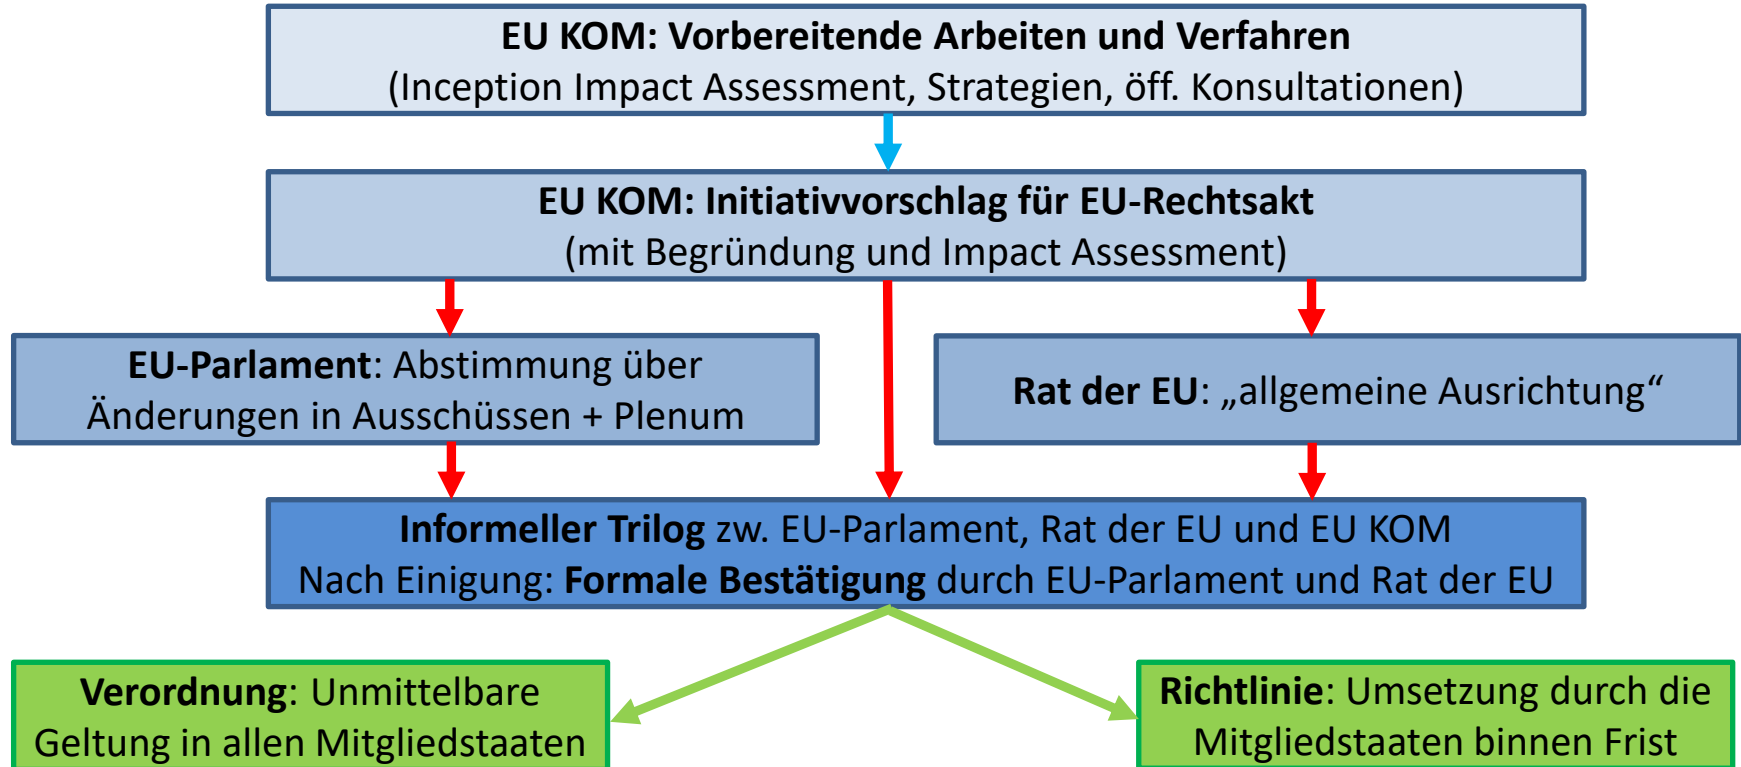 EU KOM: Vorbereitende Arbeiten und Verfahren
(Inception Impact Assessment, Strategien, öff. Konsultationen)
EU KOM: Initiativvorschlag für EU-Rechtsakt
(mit Begründung und Impact Assessment)
EU-Parlament: Abstimmung über
Änderungen in Ausschüssen + Plenum
Rat der EU: „allgemeine Ausrichtung“
Informeller Trilog zw. EU-Parlament, Rat der EU und EU KOM
Nach Einigung: Formale Bestätigung durch EU-Parlament und Rat der EU
Verordnung: Unmittelbare
Geltung in allen Mitgliedstaaten
Richtlinie: Umsetzung durch die
Mitgliedstaaten binnen Frist